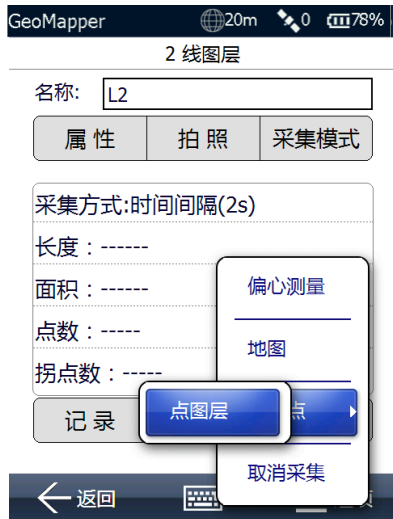 GeoMapper 20m 0 78%
2 线图层
名称: L2
属 性 拍 照 采集模式
采集方式:时间间隔(2s)
长度：------
面积：------
点数：-----
拐点数：-----
记 录
偏心测量
地图
点图层
点
取消采集
返回